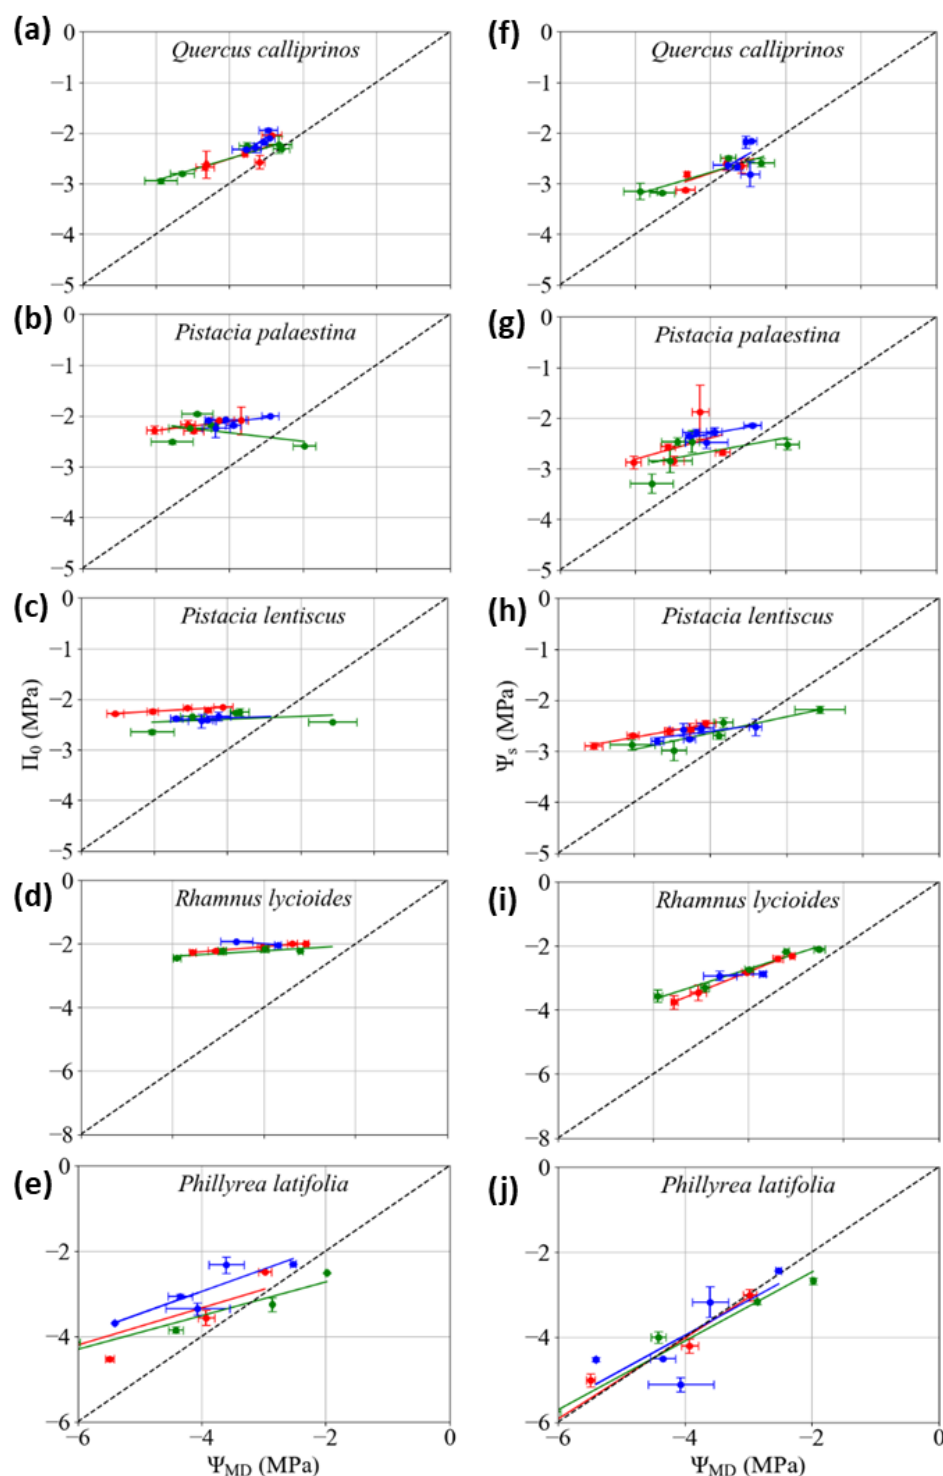 (a)
Quercus calliprinos
0
−1
−2
−3
−4
−5
(f)
Quercus calliprinos
0
−1
−2
−3
−4
−5
(b)
Pistacia palaestina
0
−1
−2
−3
−4
−5
(g)
Pistacia palaestina
0
−1
−2
−3
−4
−5
(c)
Pistacia lentiscus
0
−1
−2
−3
−4
−5
Π0 (MPa)
(h)
Pistacia lentiscus
0
−1
−2
−3
−4
−5
Ψs (MPa)
(d)
Rhamnus lycioides
0
−2
−4
−6
−8
(i)
Rhamnus lycioides
0
−2
−4
−6
−8
(e)
Phillyrea latifolia
0
−2
−4
−6
−6 −4 −2 0
ΨMD (MPa)
(j)
Phillyrea latifolia
0
−2
−4
−6
−6 −4 −2 0
ΨMD (MPa)